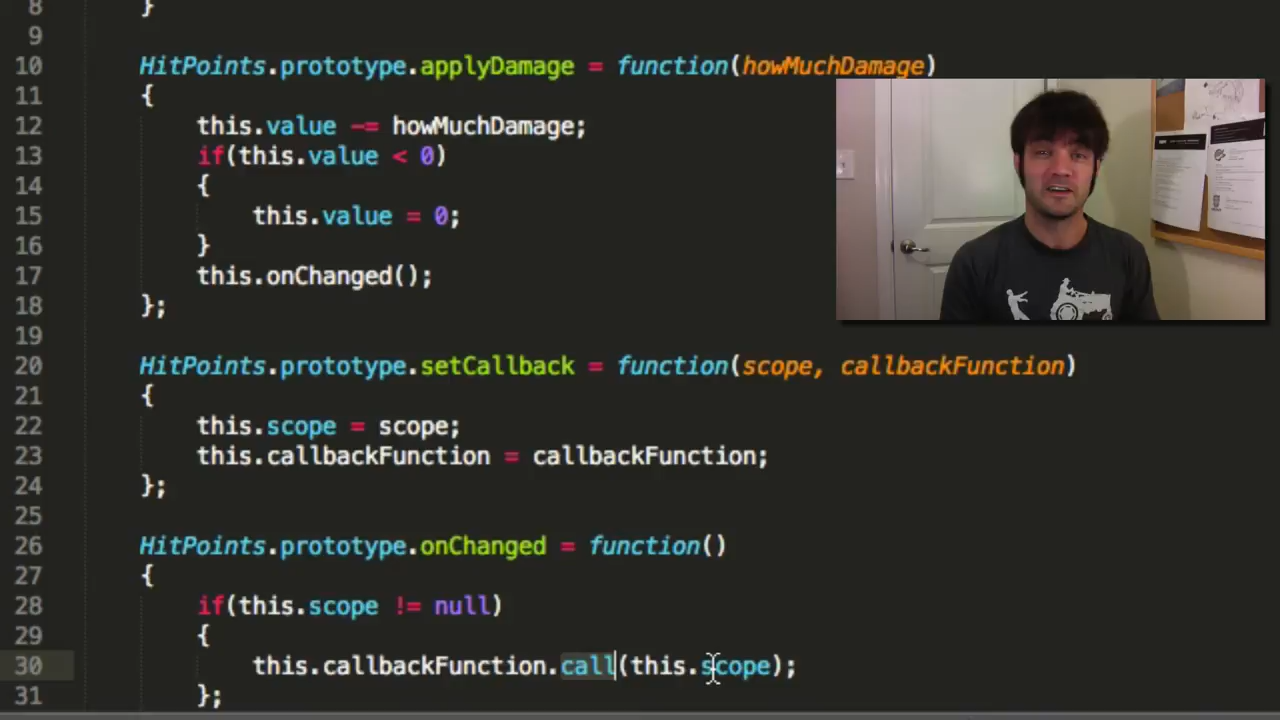 8 }
9
10 HitPoints.prototype.applyDamage = function(howMuchDamage)
11 {
12 this.value -= howMuchDamage;
13 if(this.value < 0)
14 {
15 this.value = 0;
16 }
17 this.onChanged();
18 };
19
20 HitPoints.prototype.setCallback = function(scope, callbackFunction)
21 {
22 this.scope = scope;
23 this.callbackFunction = callbackFunction;
24 };
25
26 HitPoints.prototype.onChanged = function()
27 {
28 if(this.scope != null)
29 {
30 this.callbackFunction.call(this.scope);
31 };